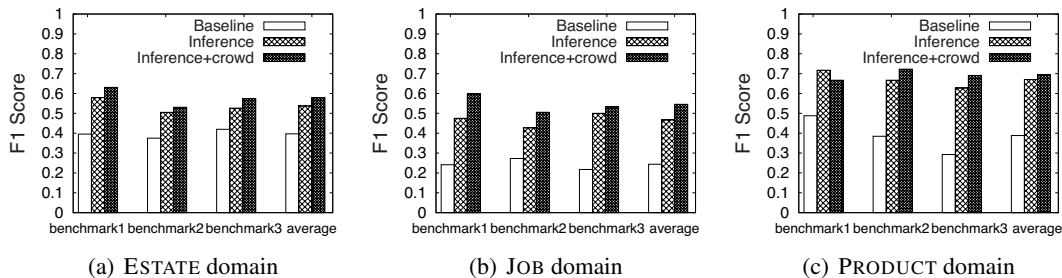 1
0.9
0.8
0.7
0.6
0.5
0.4
0.3
0.2
0.1
0
F1 Score
Baseline
Inference
Inference+crowd
benchmark1 benchmark2 benchmark3 average
(a) ESTATE domain
1
0.9
0.8
0.7
0.6
0.5
0.4
0.3
0.2
0.1
0
F1 Score
Baseline
Inference
Inference+crowd
benchmark1 benchmark2 benchmark3 average
(b) JOB domain
1
0.9
0.8
0.7
0.6
0.5
0.4
0.3
0.2
0.1
0
F1 Score
Baseline
Inference
Inference+crowd
benchmark1 benchmark2 benchmark3 average
(c) PRODUCT domain